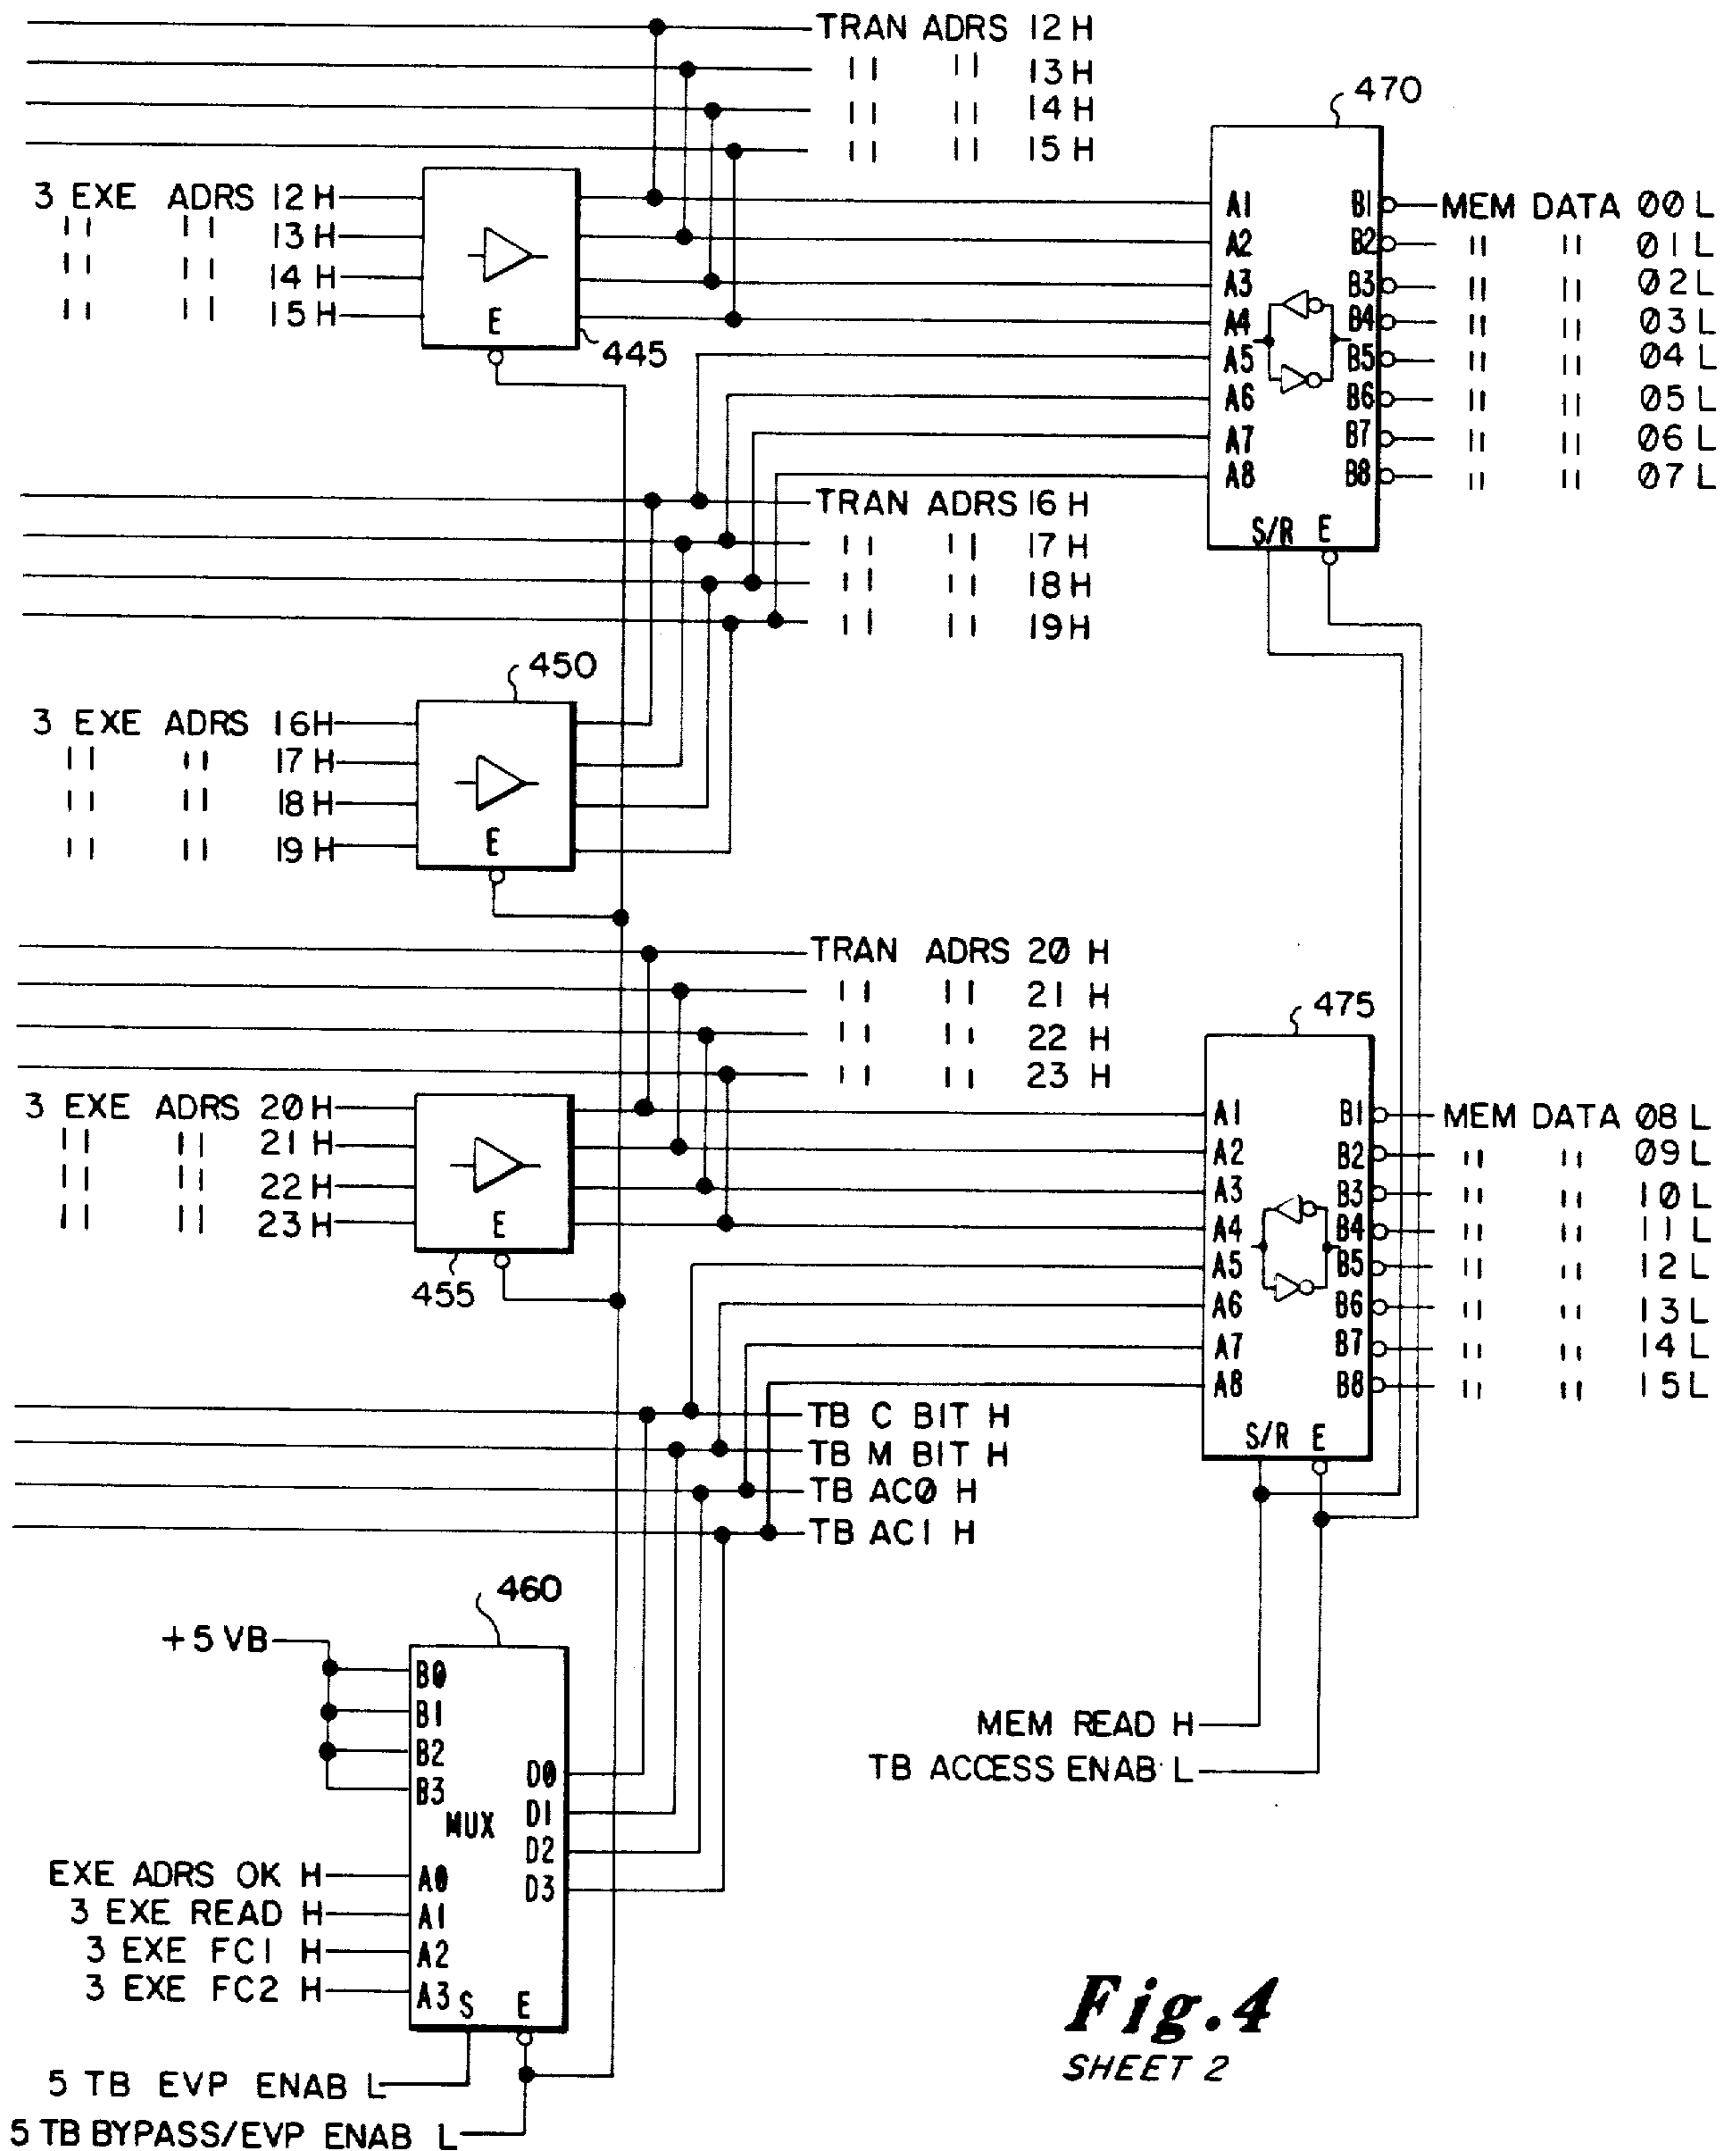 TRAN ADRS 12 H
" " 13 H
" " 14 H
" " 15 H
470
3 EXE ADRS 12 H
" " 13 H
" " 14 H
" " 15 H
E
445
A1 B1 MEM DATA 00 L
A2 B2 " " 01 L
A3 B3 " " 02 L
A4 B4 " " 03 L
A5 B5 " " 04 L
A6 B6 " " 05 L
A7 B7 " " 06 L
A8 B8 " " 07 L
S/R E
TRAN ADRS 16 H
" " 17 H
" " 18 H
" " 19 H
450
3 EXE ADRS 16 H
" " 17 H
" " 18 H
" " 19 H
E
TRAN ADRS 20 H
" " 21 H
" " 22 H
" " 23 H
475
3 EXE ADRS 20 H
" " 21 H
" " 22 H
" " 23 H
E
455
A1 B1 MEM DATA 08 L
A2 B2 " " 09 L
A3 B3 " " 10 L
A4 B4 " " 11 L
A5 B5 " " 12 L
A6 B6 " " 13 L
A7 B7 " " 14 L
A8 B8 " " 15 L
S/R E
TB C BIT H
TB M BIT H
TB AC0 H
TB AC1 H
460
+5 VB
B0
B1
B2
B3
MUX
D0
D1
D2
D3
MEM READ H
TB ACCESS ENAB L
EXE ADRS OK H A0
3 EXE READ H A1
3 EXE FC1 H A2
3 EXE FC2 H A3
S E
5 TB EVP ENAB L
5 TB BYPASS/EVP ENAB L
Fig.4
SHEET 2